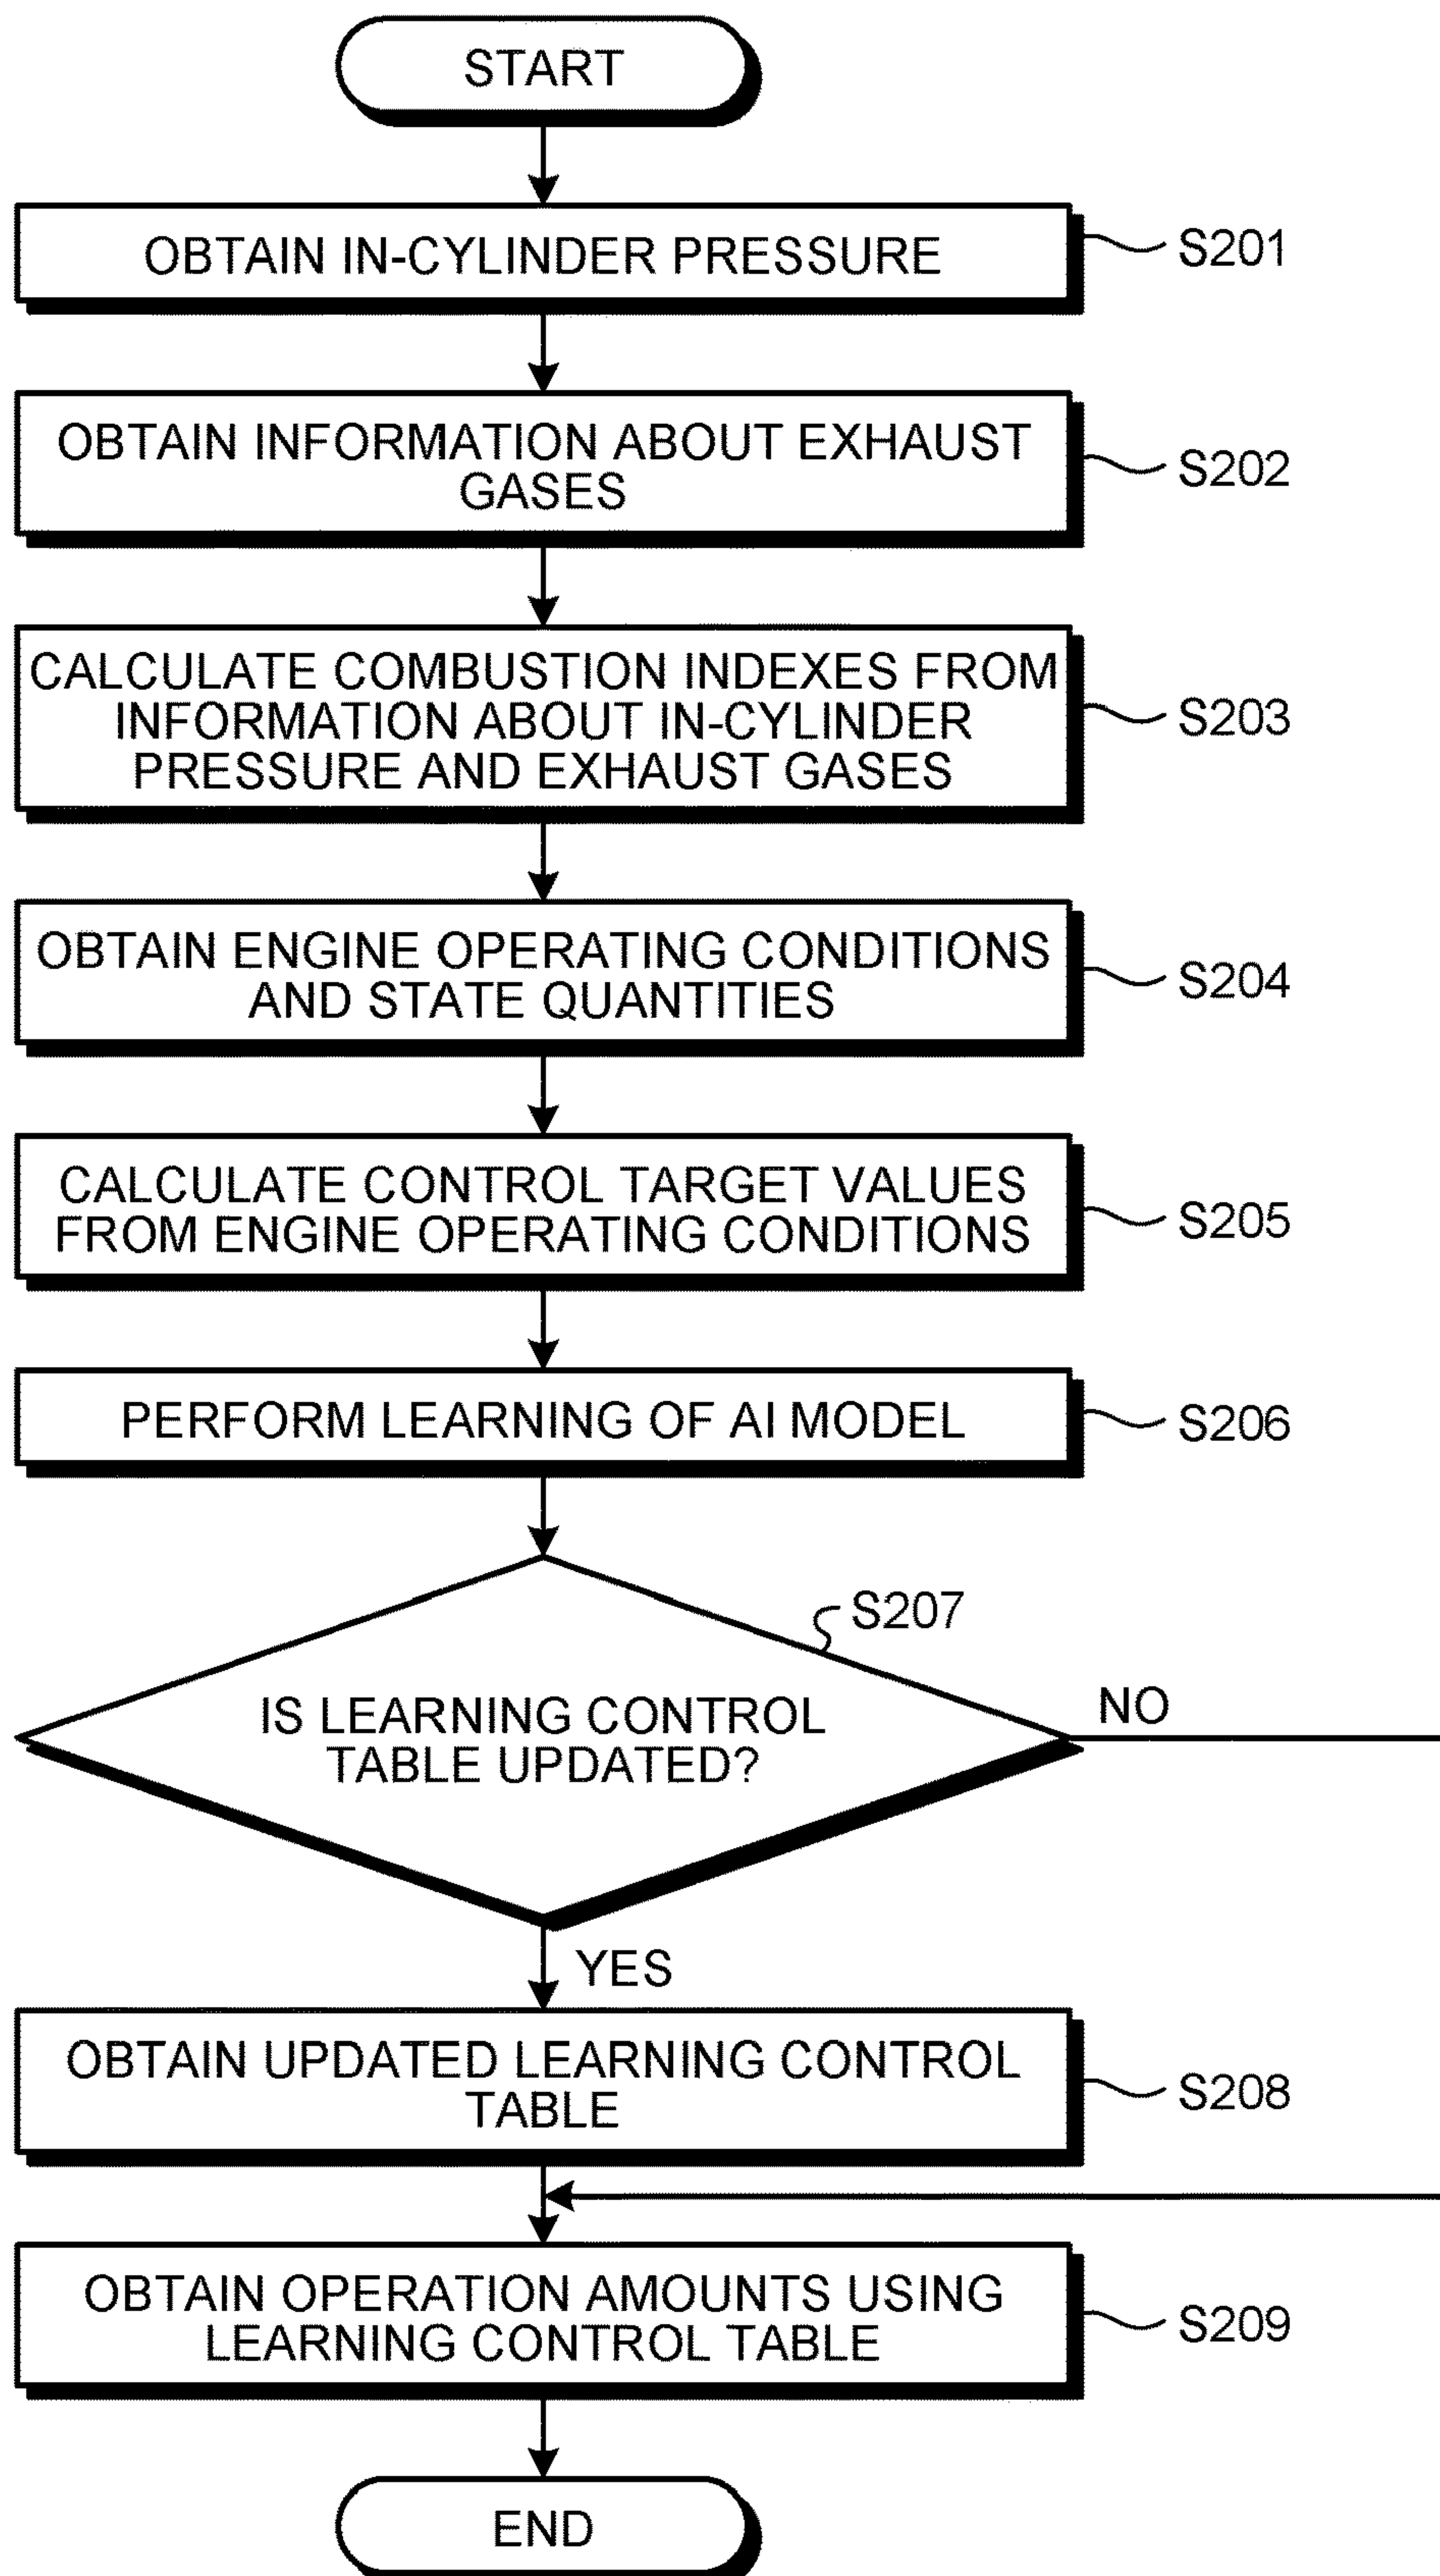 START
OBTAIN IN-CYLINDER PRESSURE
S201
OBTAIN INFORMATION ABOUT EXHAUST
GASES
S202
CALCULATE COMBUSTION INDEXES FROM
INFORMATION ABOUT IN-CYLINDER
PRESSURE AND EXHAUST GASES
S203
OBTAIN ENGINE OPERATING CONDITIONS
AND STATE QUANTITIES
S204
CALCULATE CONTROL TARGET VALUES
FROM ENGINE OPERATING CONDITIONS
S205
PERFORM LEARNING OF AI MODEL
S206
S207
IS LEARNING CONTROL
TABLE UPDATED?
NO
YES
OBTAIN UPDATED LEARNING CONTROL
TABLE
S208
OBTAIN OPERATION AMOUNTS USING
LEARNING CONTROL TABLE
S209
END